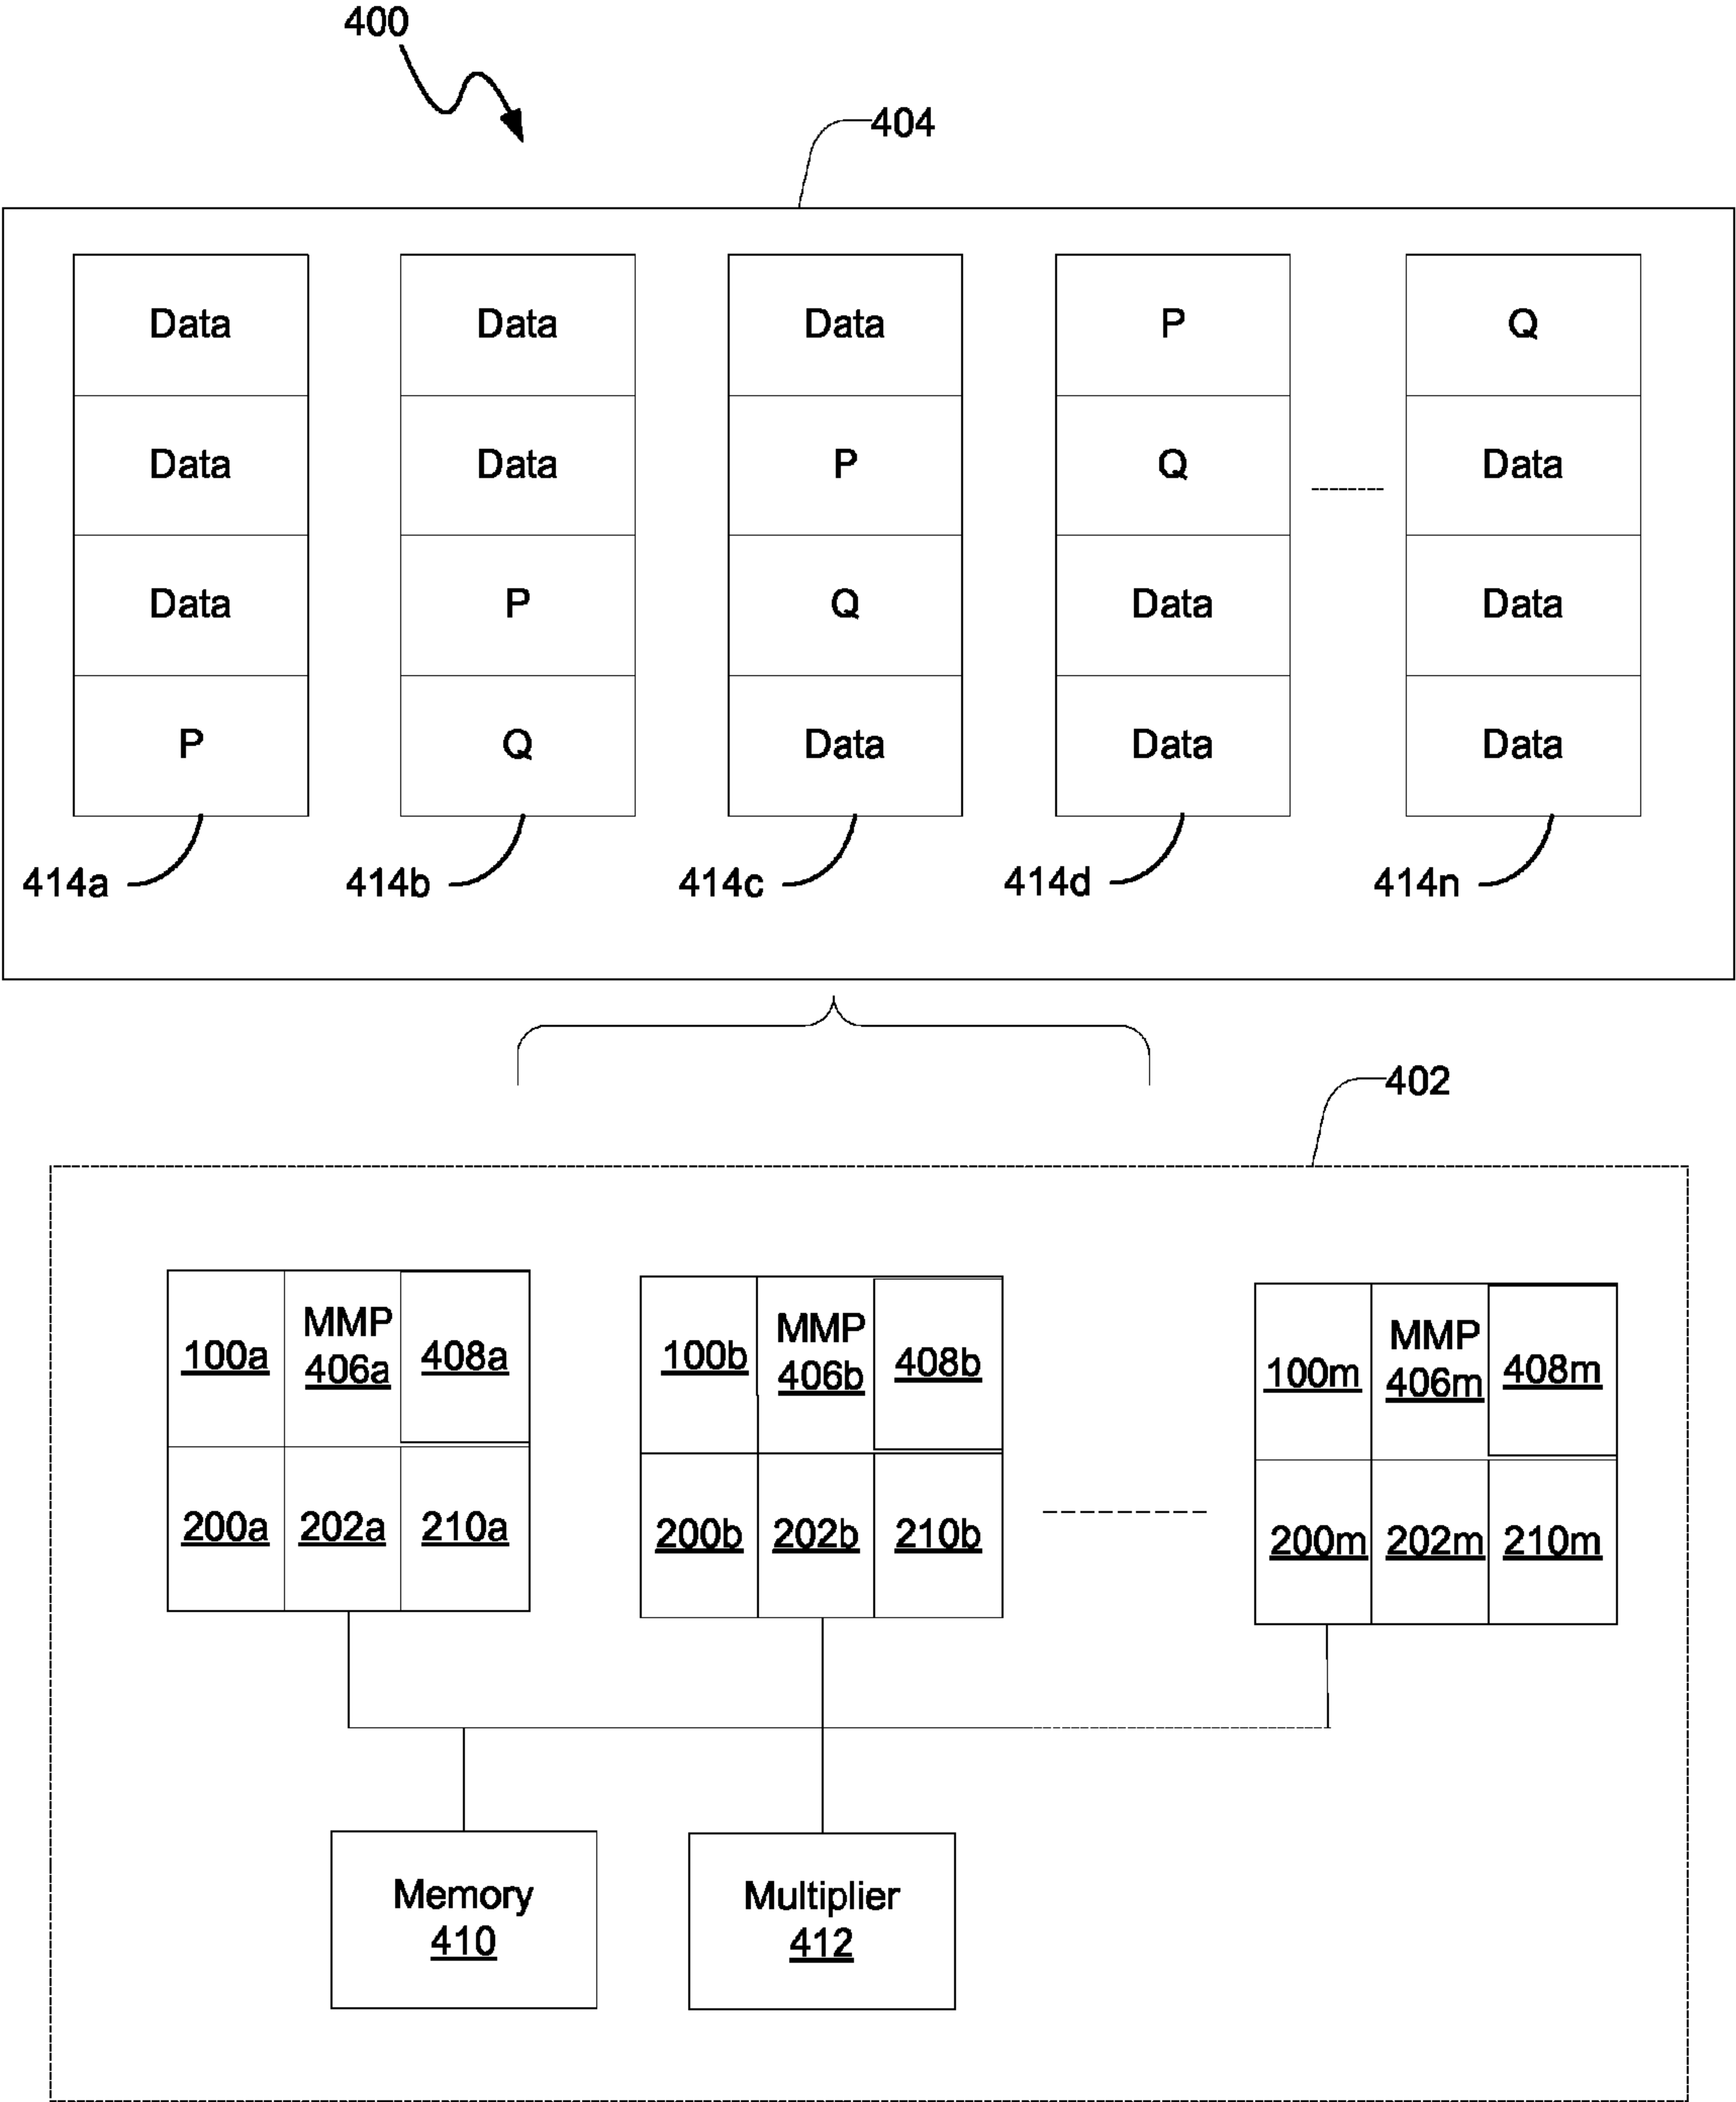 400
404
Data Data Data P Q
Data Data P Q Data
Data P Q Data Data
P Q Data Data Data
414a 414b 414c 414d 414n
402
100a MMP 406a 408a 100b MMP 406b 408b 100m MMP 406m 408m
200a 202a 210a 200b 202b 210b 200m 202m 210m
Memory Multiplier
410 412